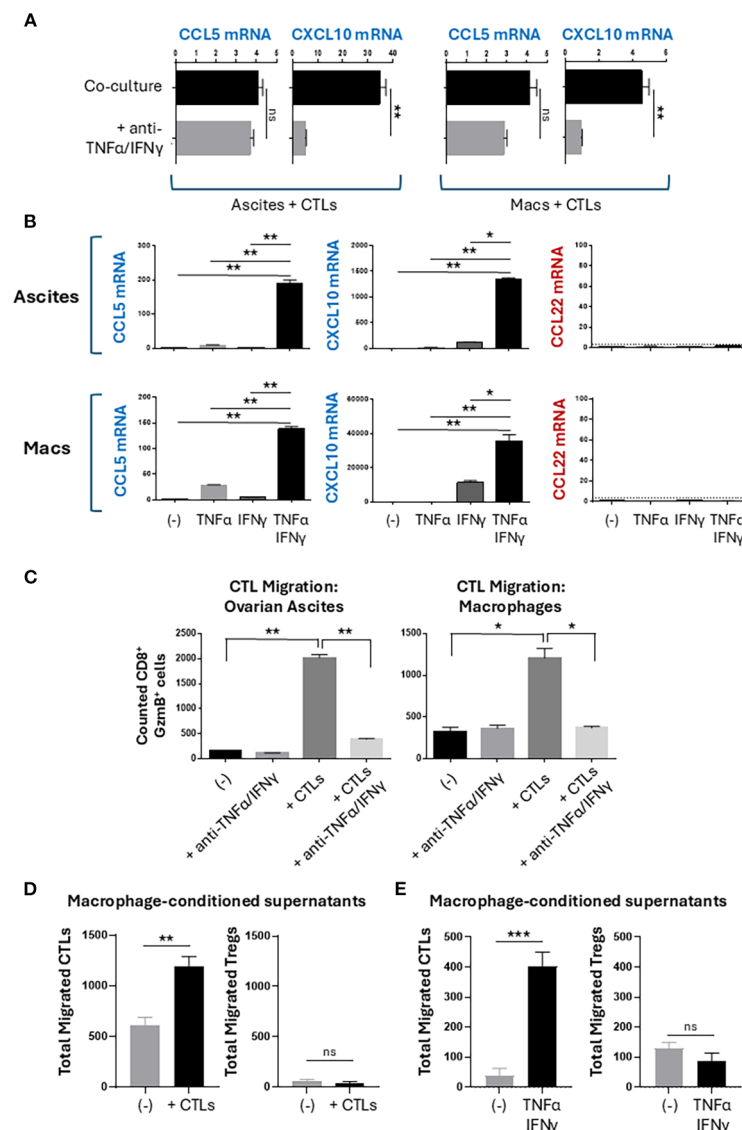 A
CCL5 mRNA CXCL10 mRNA CCL5 mRNA CXCL10 mRNA
0 1 2 3 4 5 0 10 20 30 40 0 1 2 3 4 5 0 2 4 6
Co-culture
ns ** ns **
+ anti-
TNFα/IFNγ
Ascites + CTLs Macs + CTLs
B
Ascites
CCL5 mRNA
300
200
100
0
**
**
**
CXCL10 mRNA
2000
1500
1000
500
0
*
**
**
CCL22 mRNA
100
80
60
40
20
0
Macs
CCL5 mRNA
200
150
100
50
0
**
**
**
CXCL10 mRNA
60000
40000
20000
0
*
**
**
CCL22 mRNA
100
80
60
40
20
0
(-) TNFα IFNγ TNFα (-) TNFα IFNγ TNFα (-) TNFα IFNγ TNFα
IFNγ IFNγ IFNγ
C
CTL Migration: CTL Migration:
Ovarian Ascites Macrophages
Counted CD8+
GzmB+ cells
2500
2000
1500
1000
500
0
** **
(-)
+ anti-TNFα/IFNγ
+ CTLs
+ CTLs
+ anti-TNFα/IFNγ
1500
1000
500
0
* *
(-)
+ anti-TNFα/IFNγ
+ CTLs
+ CTLs
+ anti-TNFα/IFNγ
D
Macrophage-conditioned supernatants
Total Migrated CTLs
1500
1000
500
0
**
(-) + CTLs
Total Migrated Tregs
1500
1000
500
0
ns
(-) + CTLs
E
Macrophage-conditioned supernatants
Total Migrated CTLs
500
400
300
200
100
0
***
(-) TNFα
IFNγ
Total Migrated Tregs
500
400
300
200
100
0
ns
(-) TNFα
IFNγ